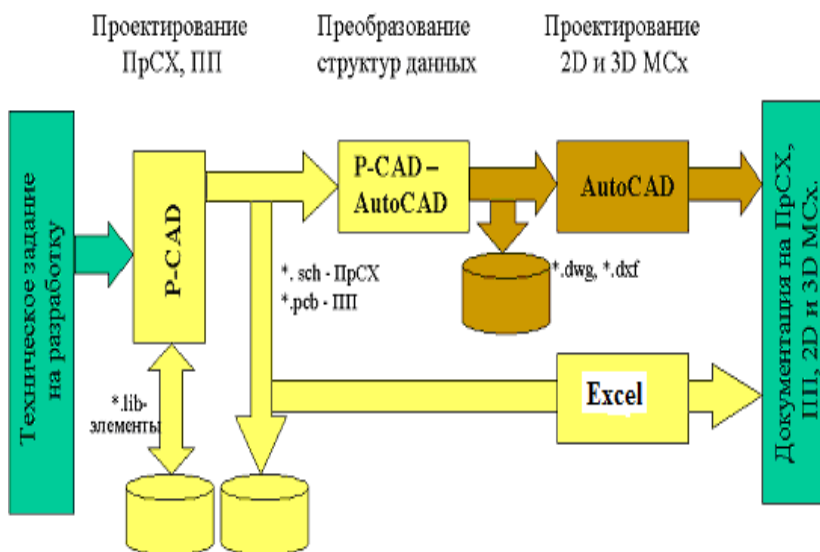 Проектирование
ПрСХ, ПП
Преобразование
структур данных
Проектирование
2D и 3D МСх
Техническое задание
на разработку
P-CAD
P-CAD –
AutoCAD
AutoCAD
*. sch - ПрСХ
*.pcb - ПП
*.dwg, *.dxf
*.lib-
элементы
Excel
Документация на ПрСХ,
ПП, 2D и 3D МСх.